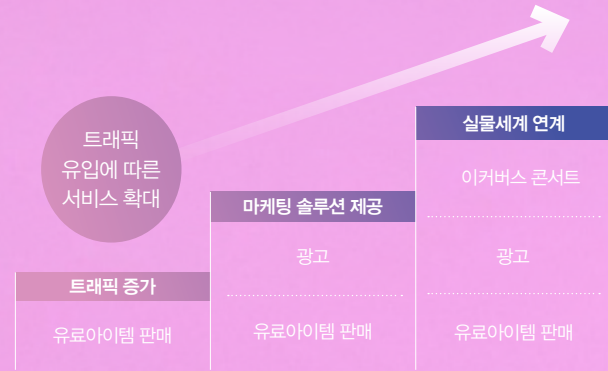 트래픽
유입에 따른
서비스 확대
트래픽 증가
유료아이템 판매
마케팅 솔루션 제공
광고
유료아이템 판매
실물세계 연계
이커버스 콘서트
광고
유료아이템 판매